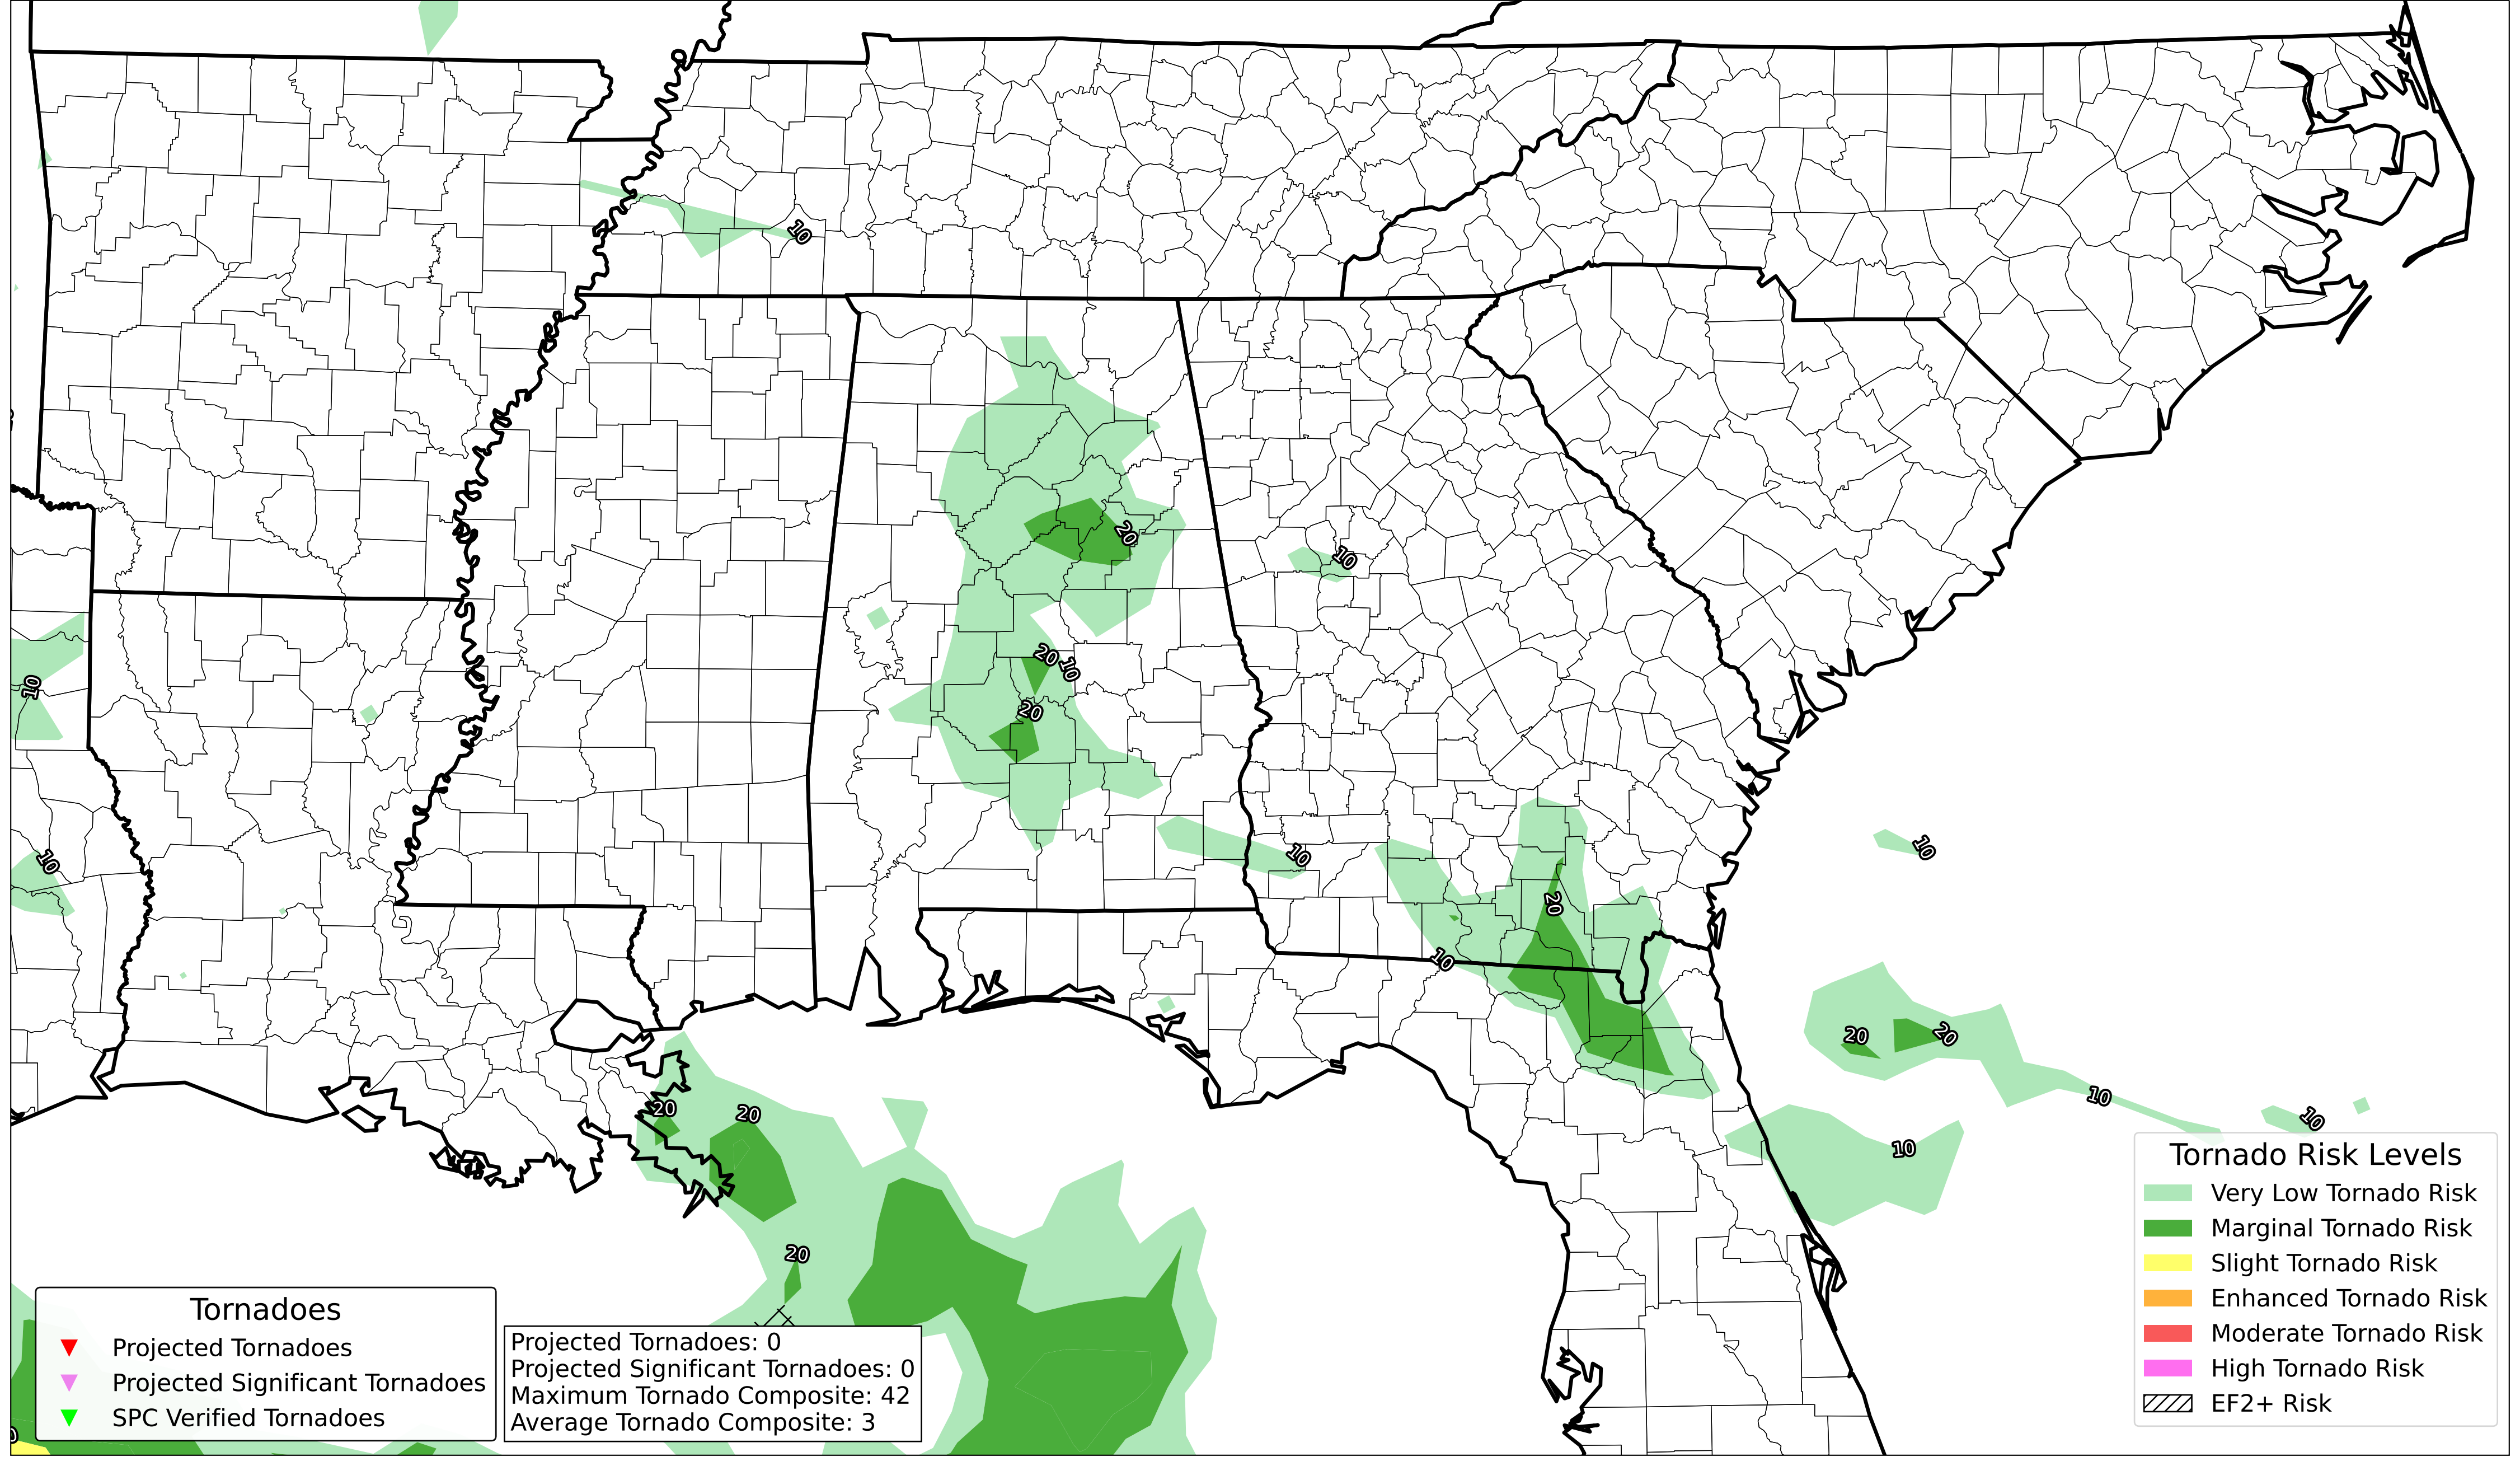 10
20
10
20
10
20
10
10
10
20
10
10
20
20
10
20
20
10
10
20
Tornado Risk Levels
Very Low Tornado Risk
Marginal Tornado Risk
Slight Tornado Risk
Enhanced Tornado Risk
Moderate Tornado Risk
High Tornado Risk
EF2+ Risk
Tornadoes
Projected Tornadoes
Projected Significant Tornadoes
SPC Verified Tornadoes
Projected Tornadoes: 0
Projected Significant Tornadoes: 0
Maximum Tornado Composite: 42
Average Tornado Composite: 3